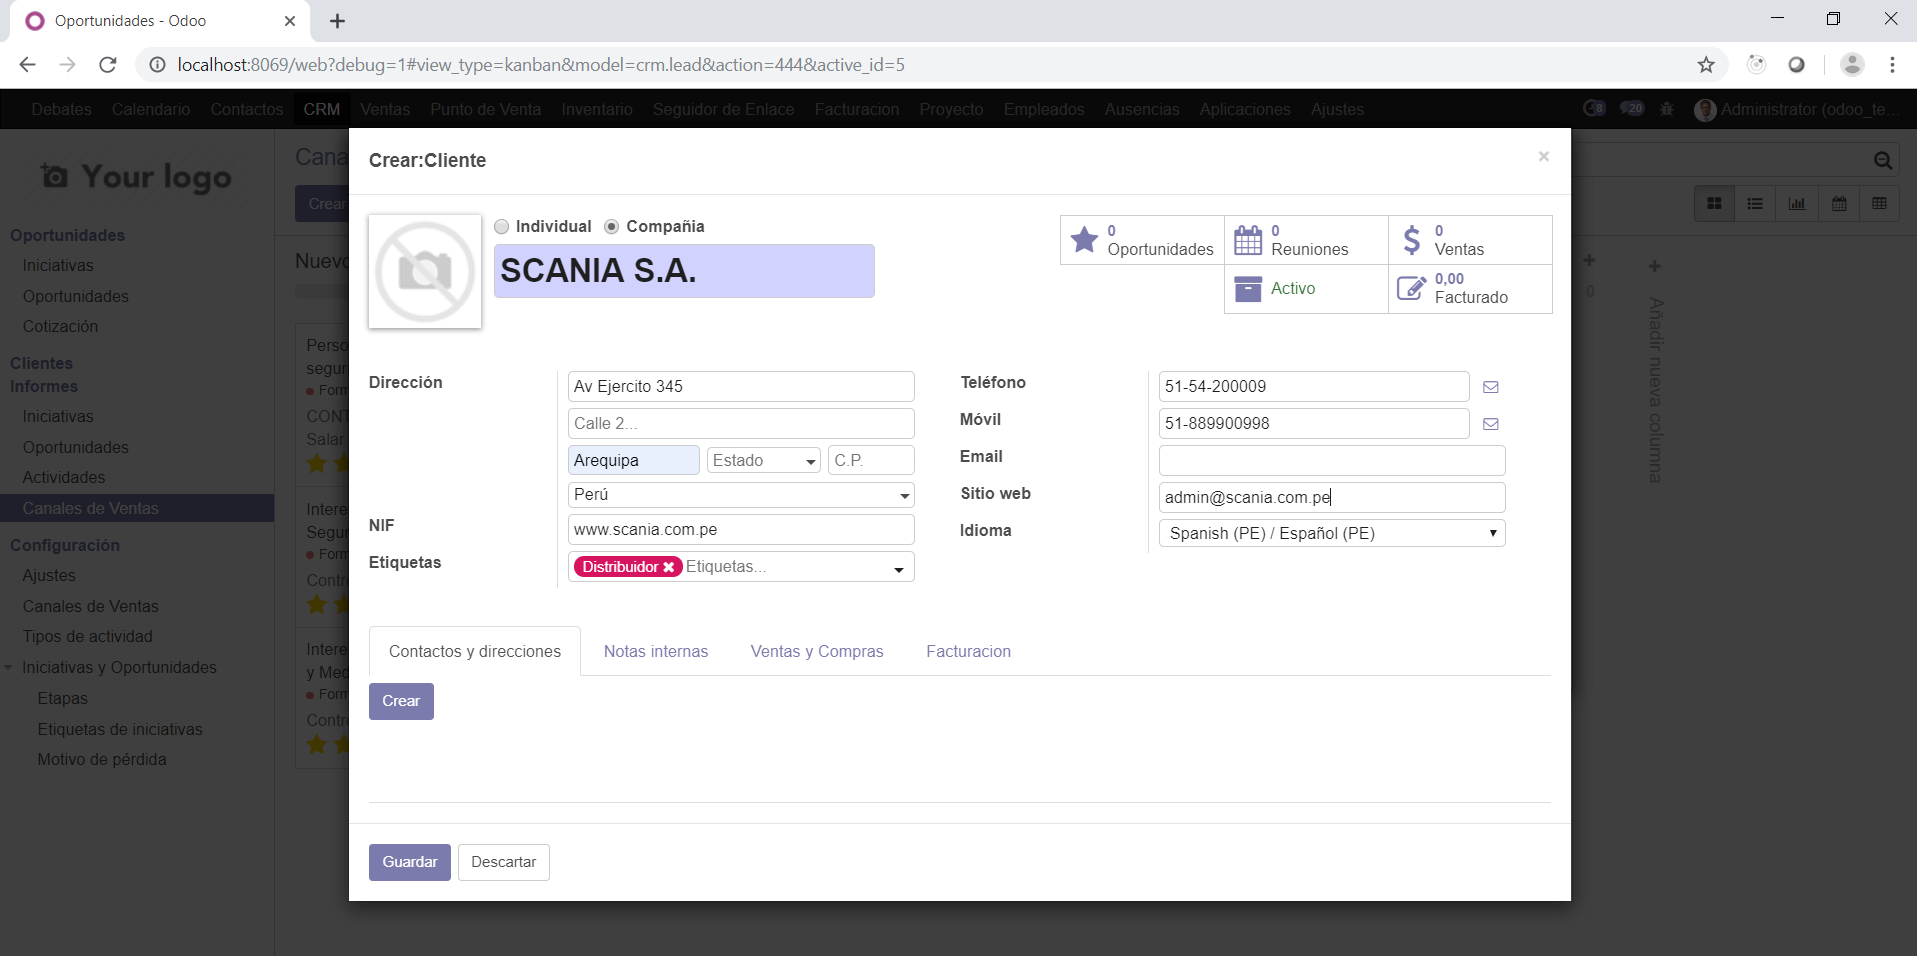 Oportunidades - Odoo
localhost:8069/web?debug=1#view_type=kanban&model=crm.lead&action=444&active_id=5
Debates Calendario Contactos CRM Ventas Punto de Venta Inventario Seguidor de Enlace Facturacion Proyecto Empleados Ausencias Aplicaciones Ajustes 8 20 Administrator (odoo_te...
Your logo
Oportunidades
Iniciativas
Oportunidades
Cotización
Clientes
Informes
Iniciativas
Oportunidades
Actividades
Canales de Ventas
Configuración
Ajustes
Canales de Ventas
Tipos de actividad
Iniciativas y Oportunidades
Etapas
Etiquetas de iniciativas
Motivo de pérdida
Cana
Crear
Nuevo
Perso
segur
Form
CONT
Salar
Intere
Segur
Form
Contro
Intere
y Med
Form
Contro
0
Añadir nueva columna
Crear:Cliente
×
Individual Compañia
SCANIA S.A.
0 Oportunidades
0 Reuniones
0 Ventas
Activo
0,00 Facturado
Dirección Av Ejercito 345
Calle 2...
Arequipa Estado C.P.
Perú
NIF www.scania.com.pe
Etiquetas Distribuidor Etiquetas...
Teléfono 51-54-200009
Móvil 51-889900998
Email
Sitio web admin@scania.com.pe
Idioma Spanish (PE) / Español (PE)
Contactos y direcciones Notas internas Ventas y Compras Facturacion
Crear
Guardar Descartar